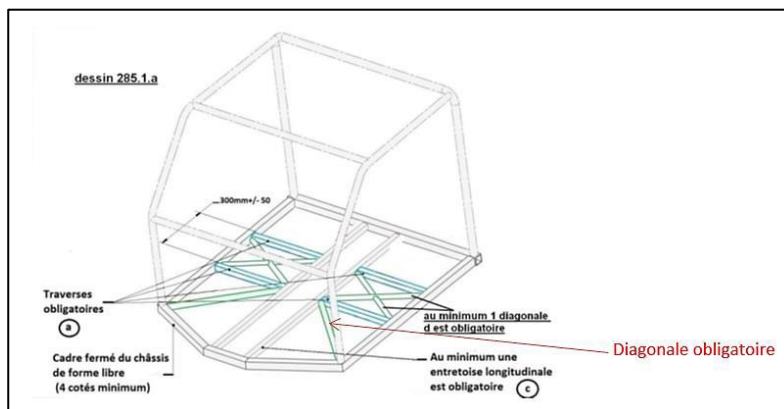 dessin 285.1.a
300mm+/- 50
Traverses
obligatoires
a
au minimum 1 diagonale
d est obligatoire
Diagonale obligatoire
Cadre fermé du châssis
de forme libre
(4 cotés minimum)
Au minimum une
entretoise longitudinale
est obligatoire
c